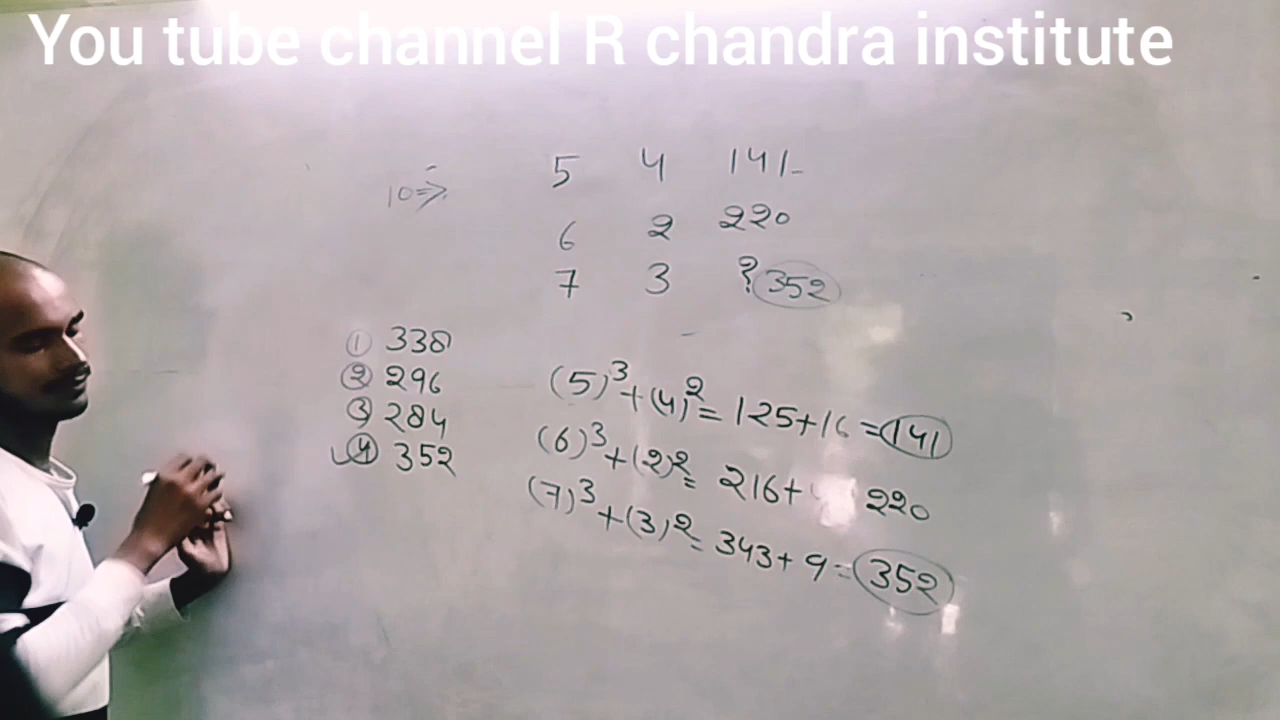 You tube channel R chandra institute
10⇒ 5 4 141
6 2 220
7 3 ? 352
① 338
② 296
③ 284
④ 352
(5)³+(4)²= 125+16=141
(6)³+(2)²= 216+ 220
(7)³+(3)²= 343+9=352